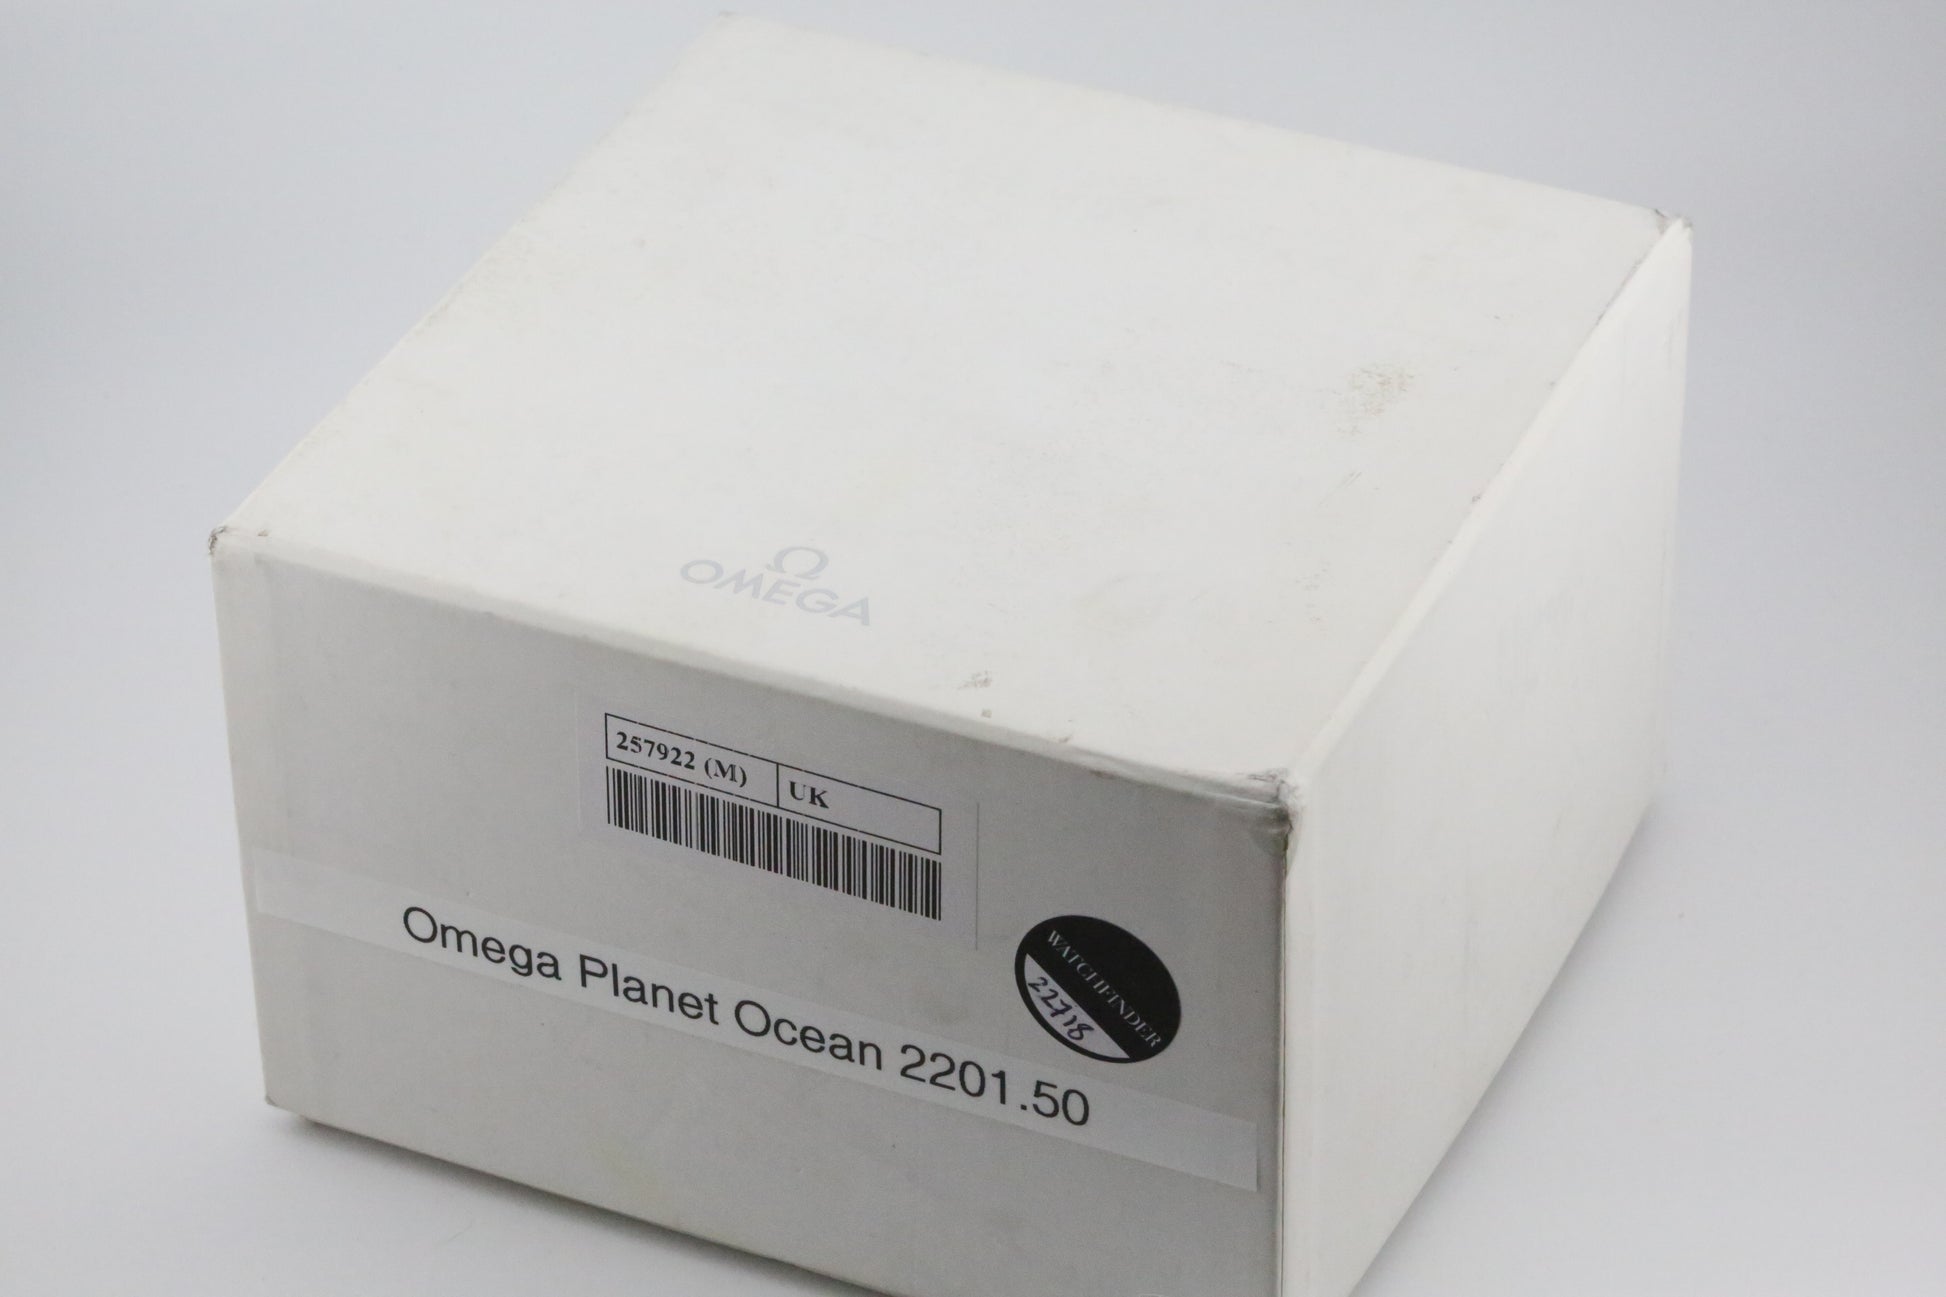 Ω
OMEGA
257922 (M) UK
WATCHFINDER
22718
Omega Planet Ocean 2201.50